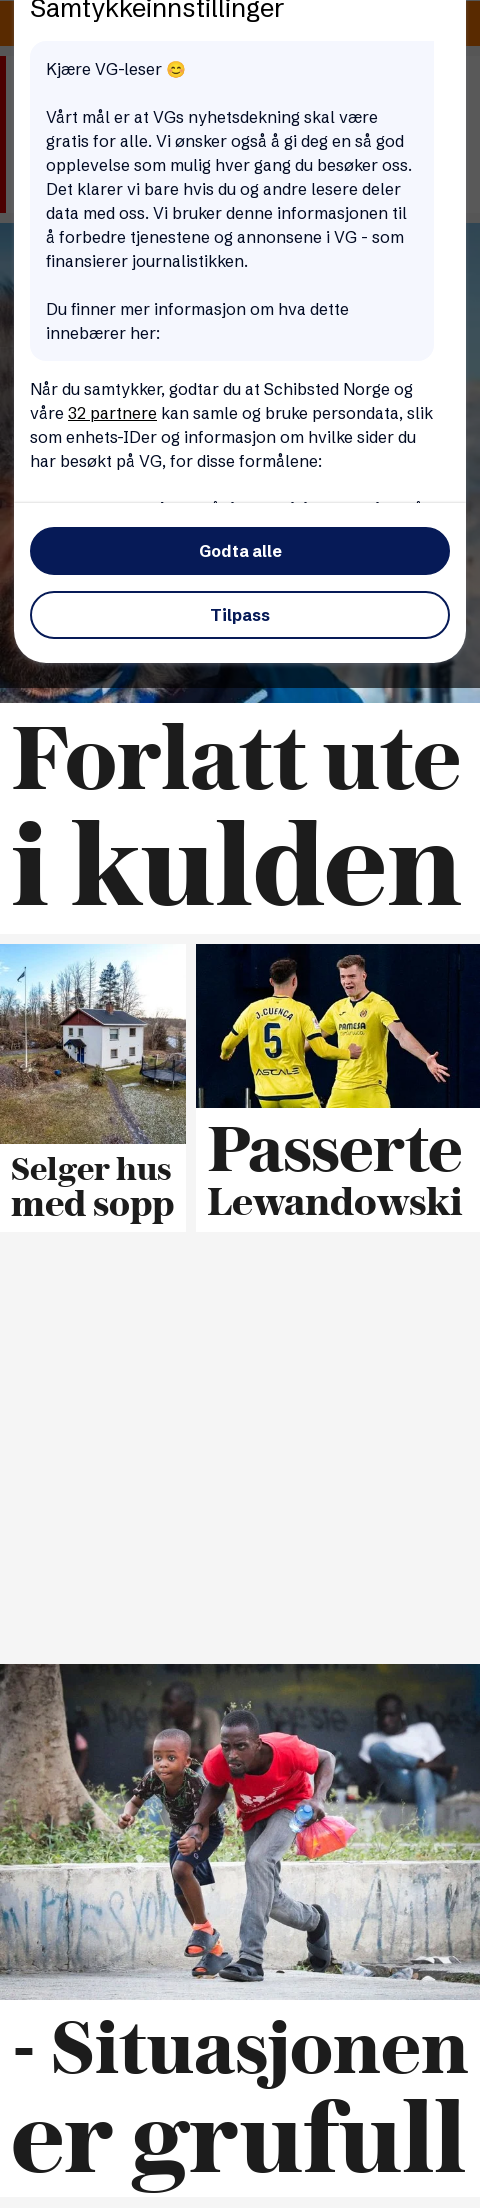 Samtykkeinnstillinger
Kjære VG-leser 😊
Vårt mål er at VGs nyhetsdekning skal være
gratis for alle. Vi ønsker også å gi deg en så god
opplevelse som mulig hver gang du besøker oss.
Det klarer vi bare hvis du og andre lesere deler
data med oss. Vi bruker denne informasjonen til
å forbedre tjenestene og annonsene i VG - som
finansierer journalistikken.
Du finner mer informasjon om hva dette
innebærer her:
Når du samtykker, godtar du at Schibsted Norge og
våre 32 partnere kan samle og bruke persondata, slik
som enhets-IDer og informasjon om hvilke sider du
har besøkt på VG, for disse formålene:
Godta alle
Tilpass
Forlatt ute
i kulden
J.CUENCA
5
ASCALE
PAMESA
Selger hus
med sopp
Passerte
Lewandowski
- Situasjonen
er grufull